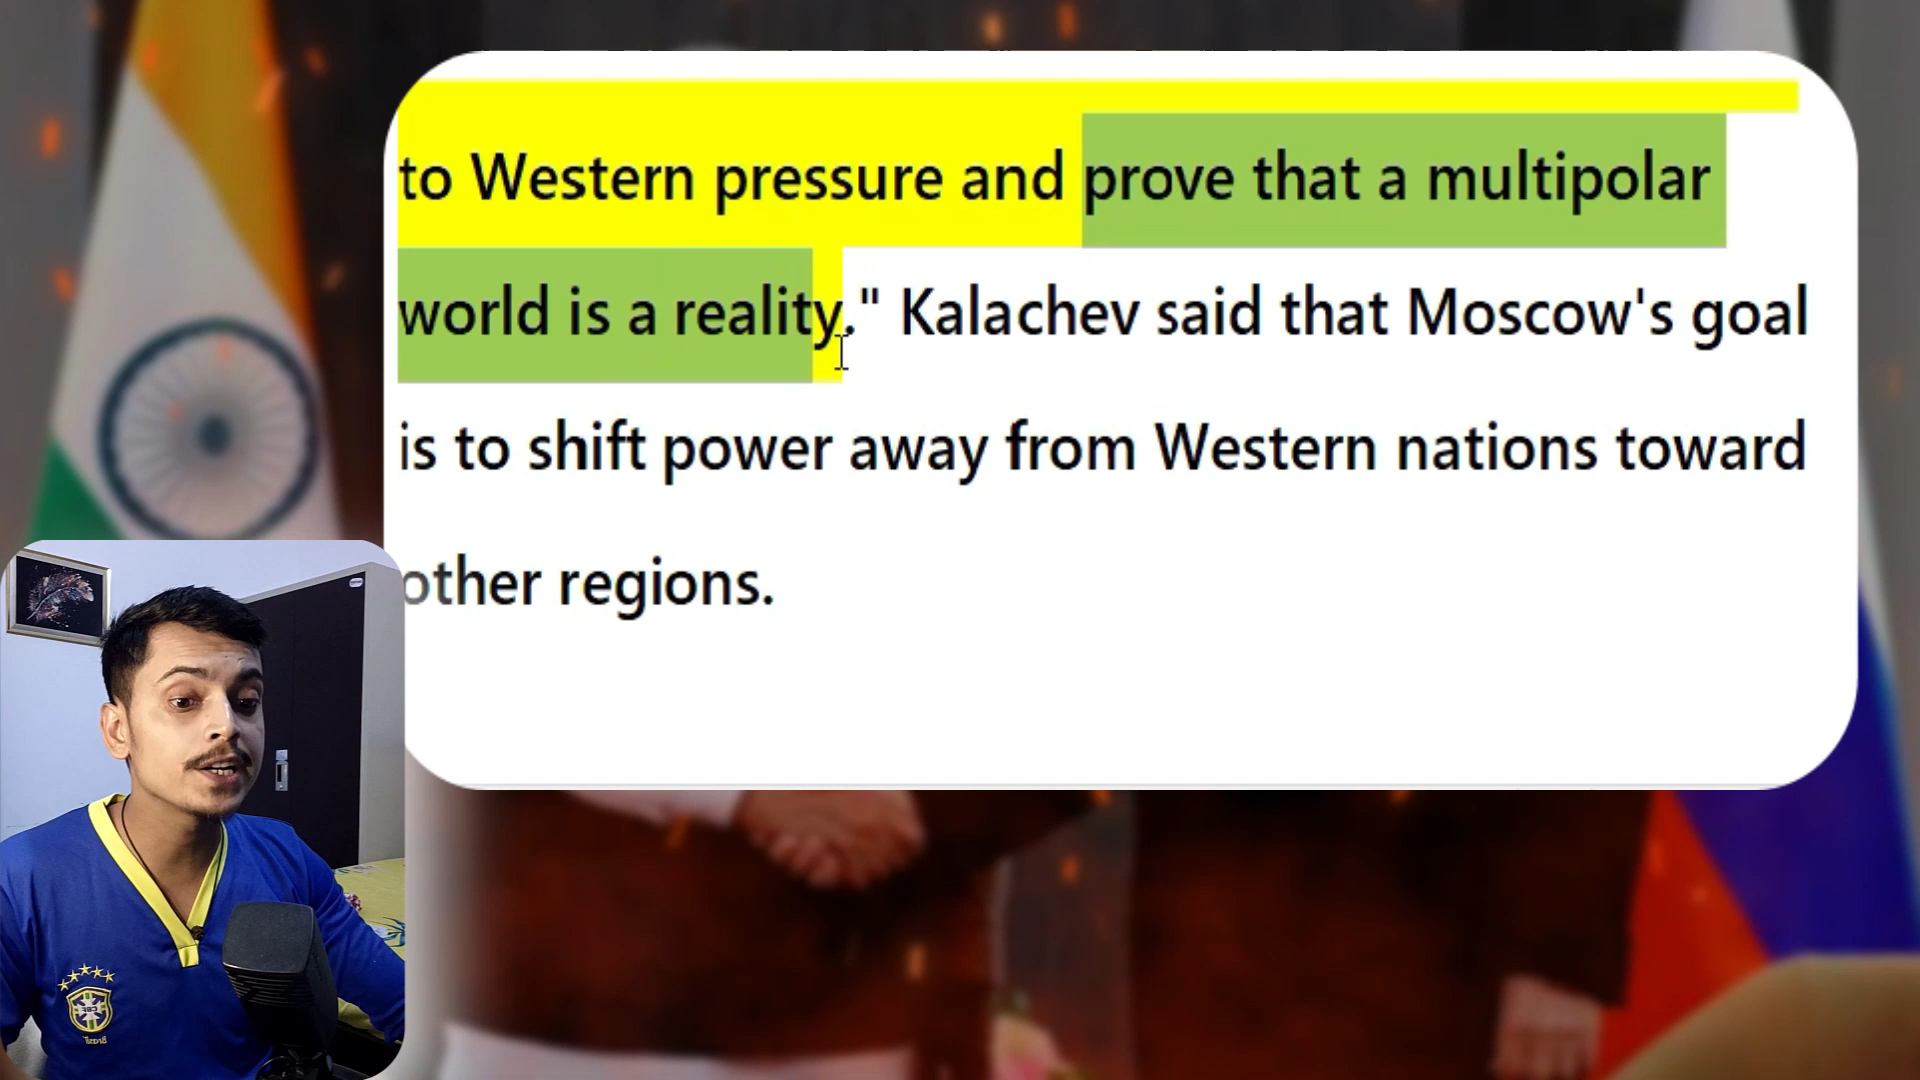 to Western pressure and prove that a multipolar
world is a reality." Kalachev said that Moscow's goal
is to shift power away from Western nations toward
other regions.